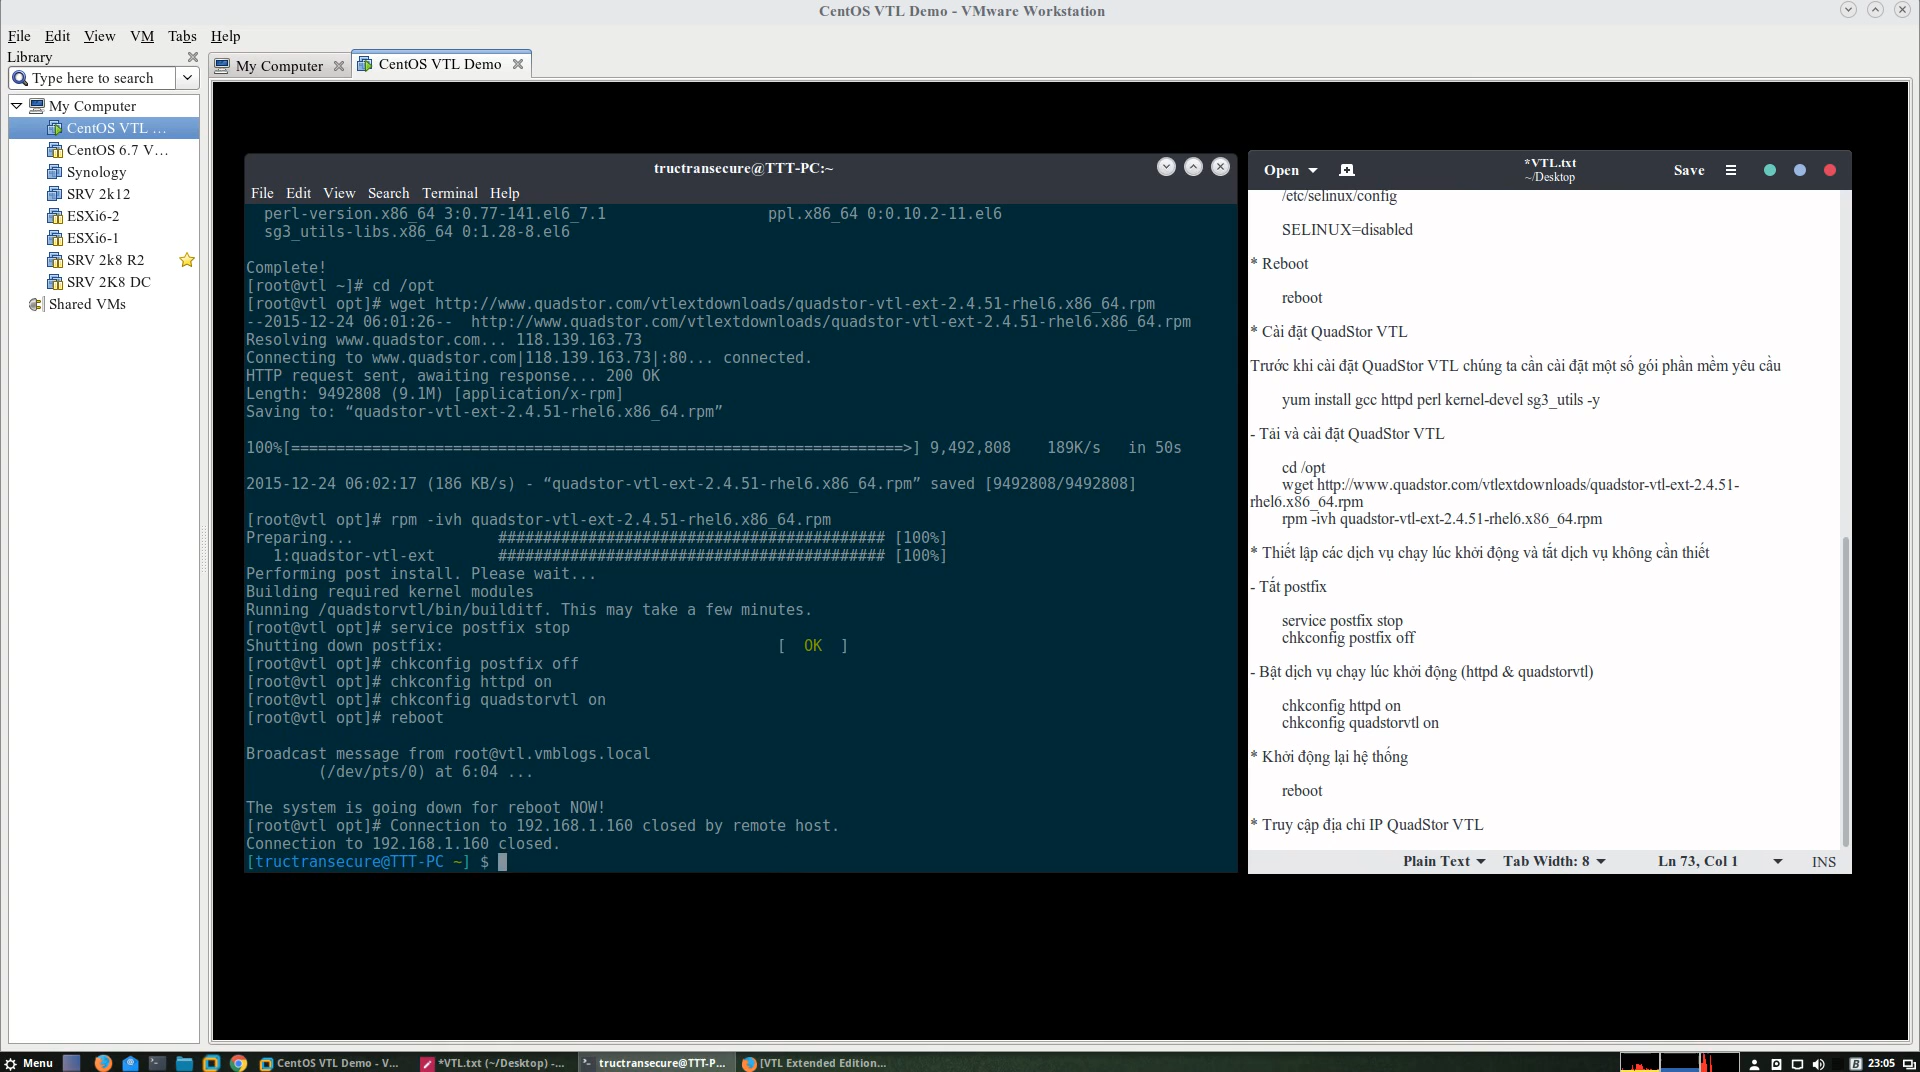 CentOS VTL Demo - VMware Workstation
File Edit View VM Tabs Help
Library
Type here to search
My Computer
CentOS VTL ...
CentOS 6.7 V...
Synology
SRV 2k12
ESXi6-2
ESXi6-1
SRV 2k8 R2
SRV 2K8 DC
Shared VMs
My Computer
CentOS VTL Demo
tructransecure@TTT-PC:~
File Edit View Search Terminal Help
perl-version.x86_64 3:0.77-141.el6_7.1 ppl.x86_64 0:0.10.2-11.el6
sg3_utils-libs.x86_64 0:1.28-8.el6
Complete!
[root@vtl ~]# cd /opt
[root@vtl opt]# wget http://www.quadstor.com/vtlextdownloads/quadstor-vtl-ext-2.4.51-rhel6.x86_64.rpm
--2015-12-24 06:01:26-- http://www.quadstor.com/vtlextdownloads/quadstor-vtl-ext-2.4.51-rhel6.x86_64.rpm
Resolving www.quadstor.com... 118.139.163.73
Connecting to www.quadstor.com|118.139.163.73|:80... connected.
HTTP request sent, awaiting response... 200 OK
Length: 9492808 (9.1M) [application/x-rpm]
Saving to: “quadstor-vtl-ext-2.4.51-rhel6.x86_64.rpm”
100%[====================================================================>] 9,492,808 189K/s in 50s
2015-12-24 06:02:17 (186 KB/s) - “quadstor-vtl-ext-2.4.51-rhel6.x86_64.rpm” saved [9492808/9492808]
[root@vtl opt]# rpm -ivh quadstor-vtl-ext-2.4.51-rhel6.x86_64.rpm
Preparing... ########################################### [100%]
1:quadstor-vtl-ext ########################################### [100%]
Performing post install. Please wait...
Building required kernel modules
Running /quadstorvtl/bin/builditf. This may take a few minutes.
[root@vtl opt]# service postfix stop
Shutting down postfix: [ OK ]
[root@vtl opt]# chkconfig postfix off
[root@vtl opt]# chkconfig httpd on
[root@vtl opt]# chkconfig quadstorvtl on
[root@vtl opt]# reboot
Broadcast message from root@vtl.vmblogs.local
(/dev/pts/0) at 6:04 ...
The system is going down for reboot NOW!
[root@vtl opt]# Connection to 192.168.1.160 closed by remote host.
Connection to 192.168.1.160 closed.
[tructransecure@TTT-PC ~] $
Open
*VTL.txt
~/Desktop
Save
/etc/selinux/config
SELINUX=disabled
* Reboot
reboot
* Cài đặt QuadStor VTL
Trước khi cài đặt QuadStor VTL chúng ta cần cài đặt một số gói phần mềm yêu cầu
yum install gcc httpd perl kernel-devel sg3_utils -y
- Tải và cài đặt QuadStor VTL
cd /opt
wget http://www.quadstor.com/vtlextdownloads/quadstor-vtl-ext-2.4.51-
rhel6.x86_64.rpm
rpm -ivh quadstor-vtl-ext-2.4.51-rhel6.x86_64.rpm
* Thiết lập các dịch vụ chạy lúc khởi động và tắt dịch vụ không cần thiết
- Tắt postfix
service postfix stop
chkconfig postfix off
- Bật dịch vụ chạy lúc khởi động (httpd & quadstorvtl)
chkconfig httpd on
chkconfig quadstorvtl on
* Khởi động lại hệ thống
reboot
* Truy cập địa chỉ IP QuadStor VTL
Plain Text Tab Width: 8 Ln 73, Col 1 INS
Menu CentOS VTL Demo - V... *VTL.txt (~/Desktop) -... tructransecure@TTT-P... [VTL Extended Edition... 23:05